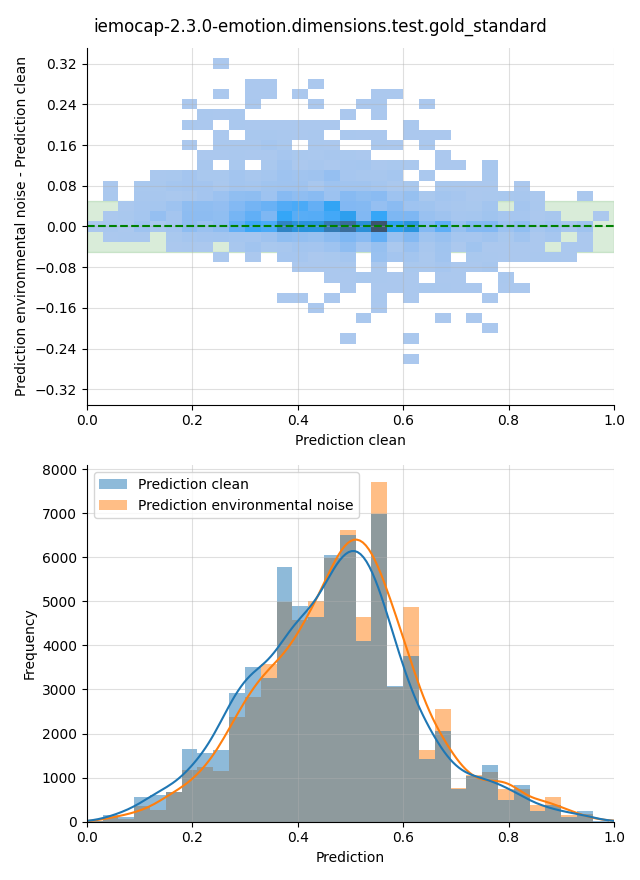 iemocap-2.3.0-emotion.dimensions.test.gold_standard
Prediction environmental noise - Prediction clean
0.32
0.24
0.16
0.08
0.00
−0.08
−0.16
−0.24
−0.32
0.0 0.2 0.4 0.6 0.8 1.0
Prediction clean
Frequency
8000
7000
6000
5000
4000
3000
2000
1000
0
Prediction clean
Prediction environmental noise
0.0 0.2 0.4 0.6 0.8 1.0
Prediction